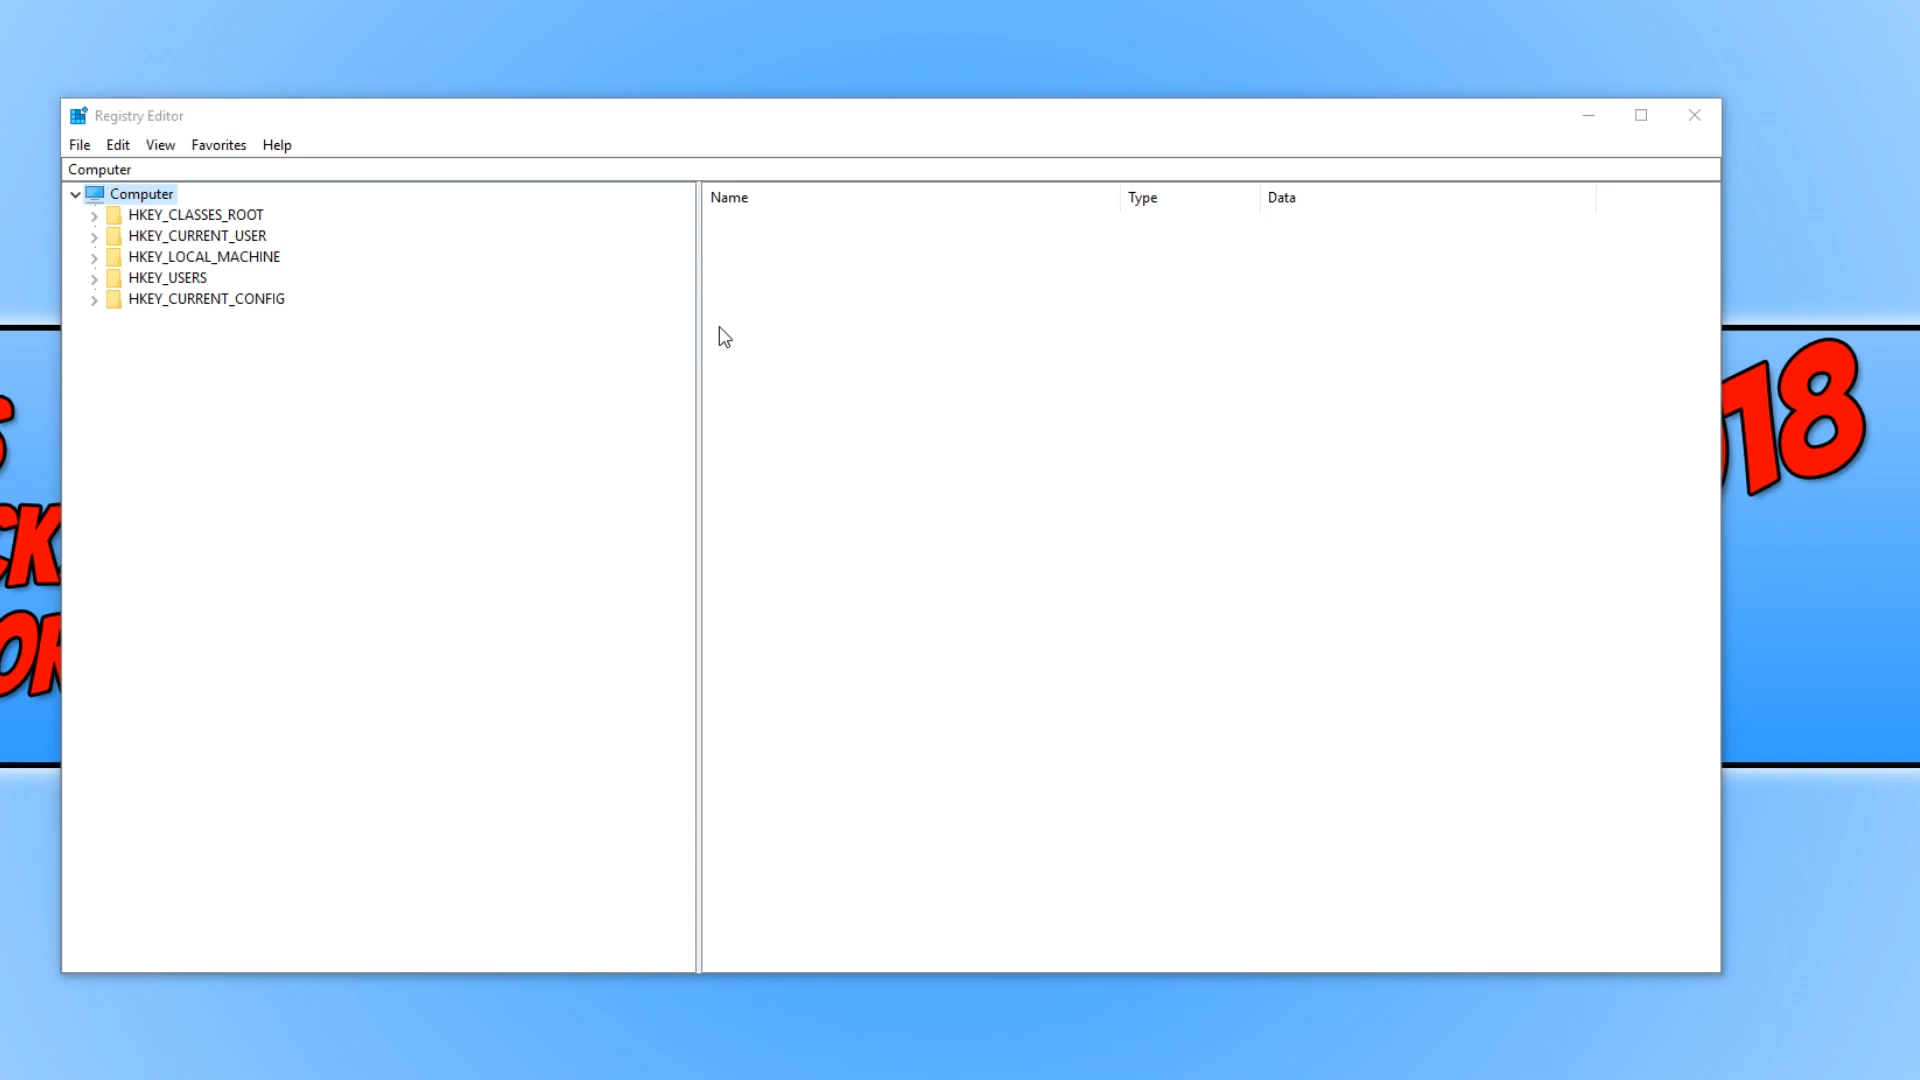 Registry Editor
File Edit View Favorites Help
Computer
Computer
HKEY_CLASSES_ROOT
HKEY_CURRENT_USER
HKEY_LOCAL_MACHINE
HKEY_USERS
HKEY_CURRENT_CONFIG
Name Type Data
18